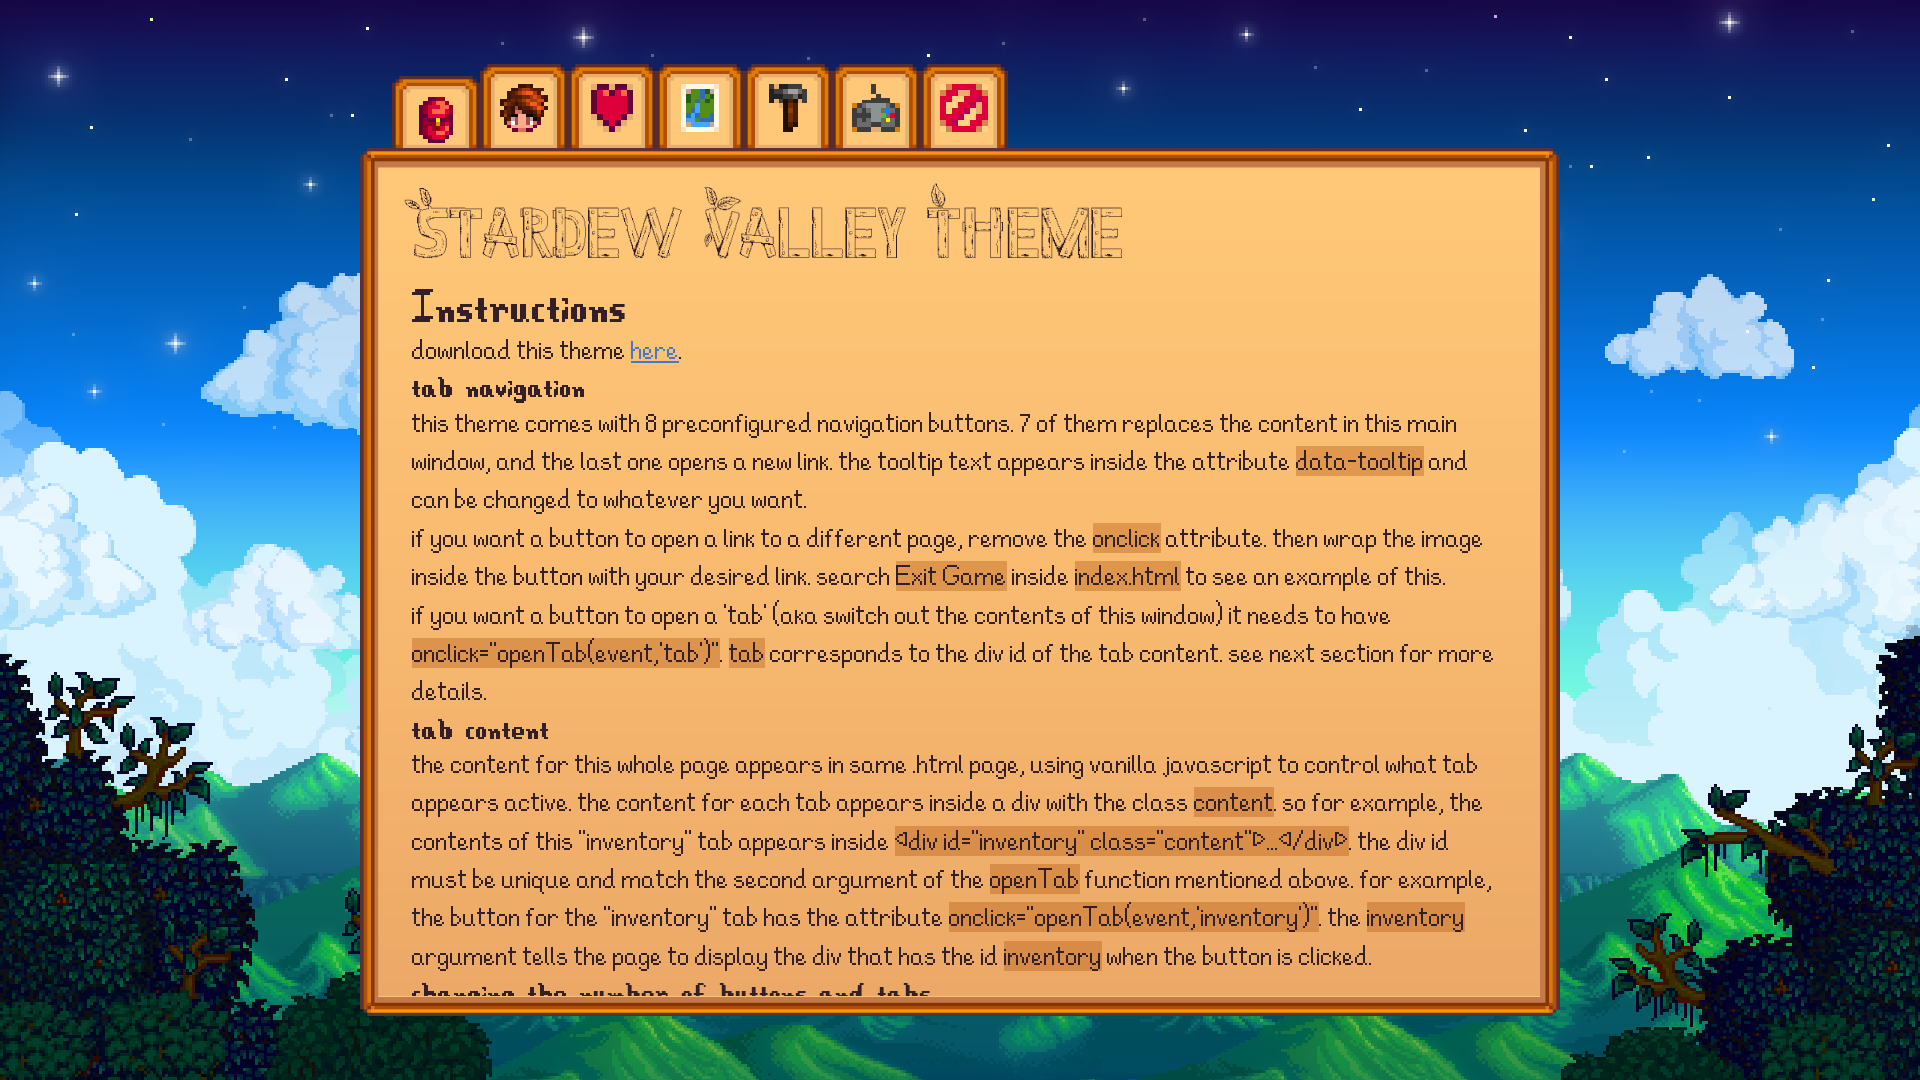 STARDEW VALLEY THEME
Instructions
download this theme here.
tab navigation
this theme comes with 8 preconfigured navigation buttons. 7 of them replaces the content in this main
window, and the last one opens a new link. the tooltip text appears inside the attribute data-tooltip and
can be changed to whatever you want.
if you want a button to open a link to a different page, remove the onclick attribute. then wrap the image
inside the button with your desired link. search Exit Game inside index.html to see an example of this.
if you want a button to open a 'tab' (aka switch out the contents of this window) it needs to have
onclick="openTab(event,'tab')". tab corresponds to the div id of the tab content. see next section for more
details.
tab content
the content for this whole page appears in same .html page, using vanilla javascript to control what tab
appears active. the content for each tab appears inside a div with the class content. so for example, the
contents of this "inventory" tab appears inside <div id="inventory" class="content">...</div>. the div id
must be unique and match the second argument of the openTab function mentioned above. for example,
the button for the "inventory" tab has the attribute onclick="openTab(event,'inventory')". the inventory
argument tells the page to display the div that has the id inventory when the button is clicked.
changing the number of buttons and tabs